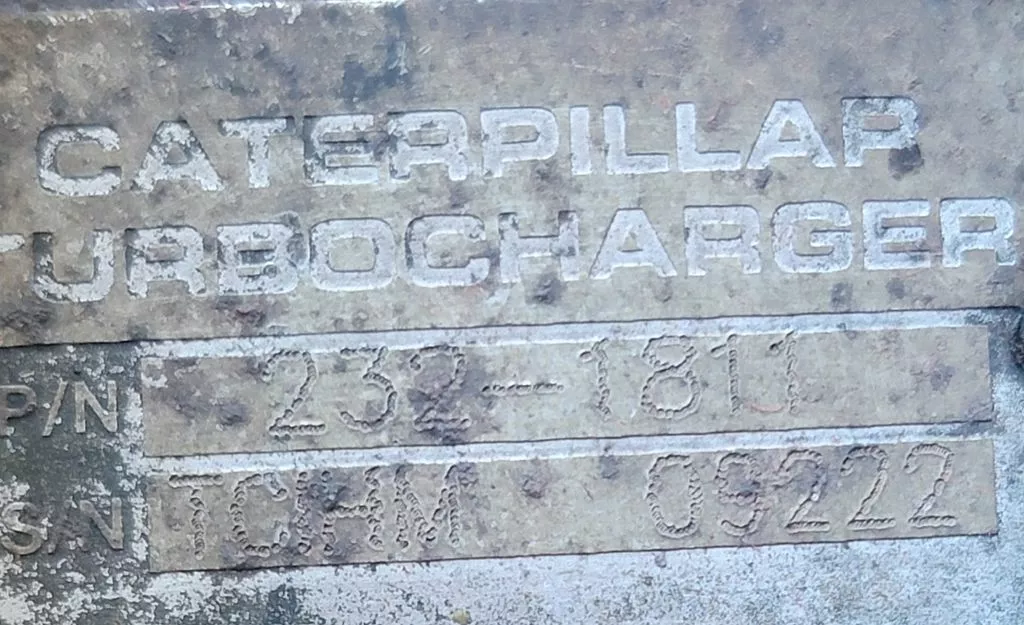 CATERPILLAR
TURBOCHARGER
P/N 232-1811
S/N TCHM 09222